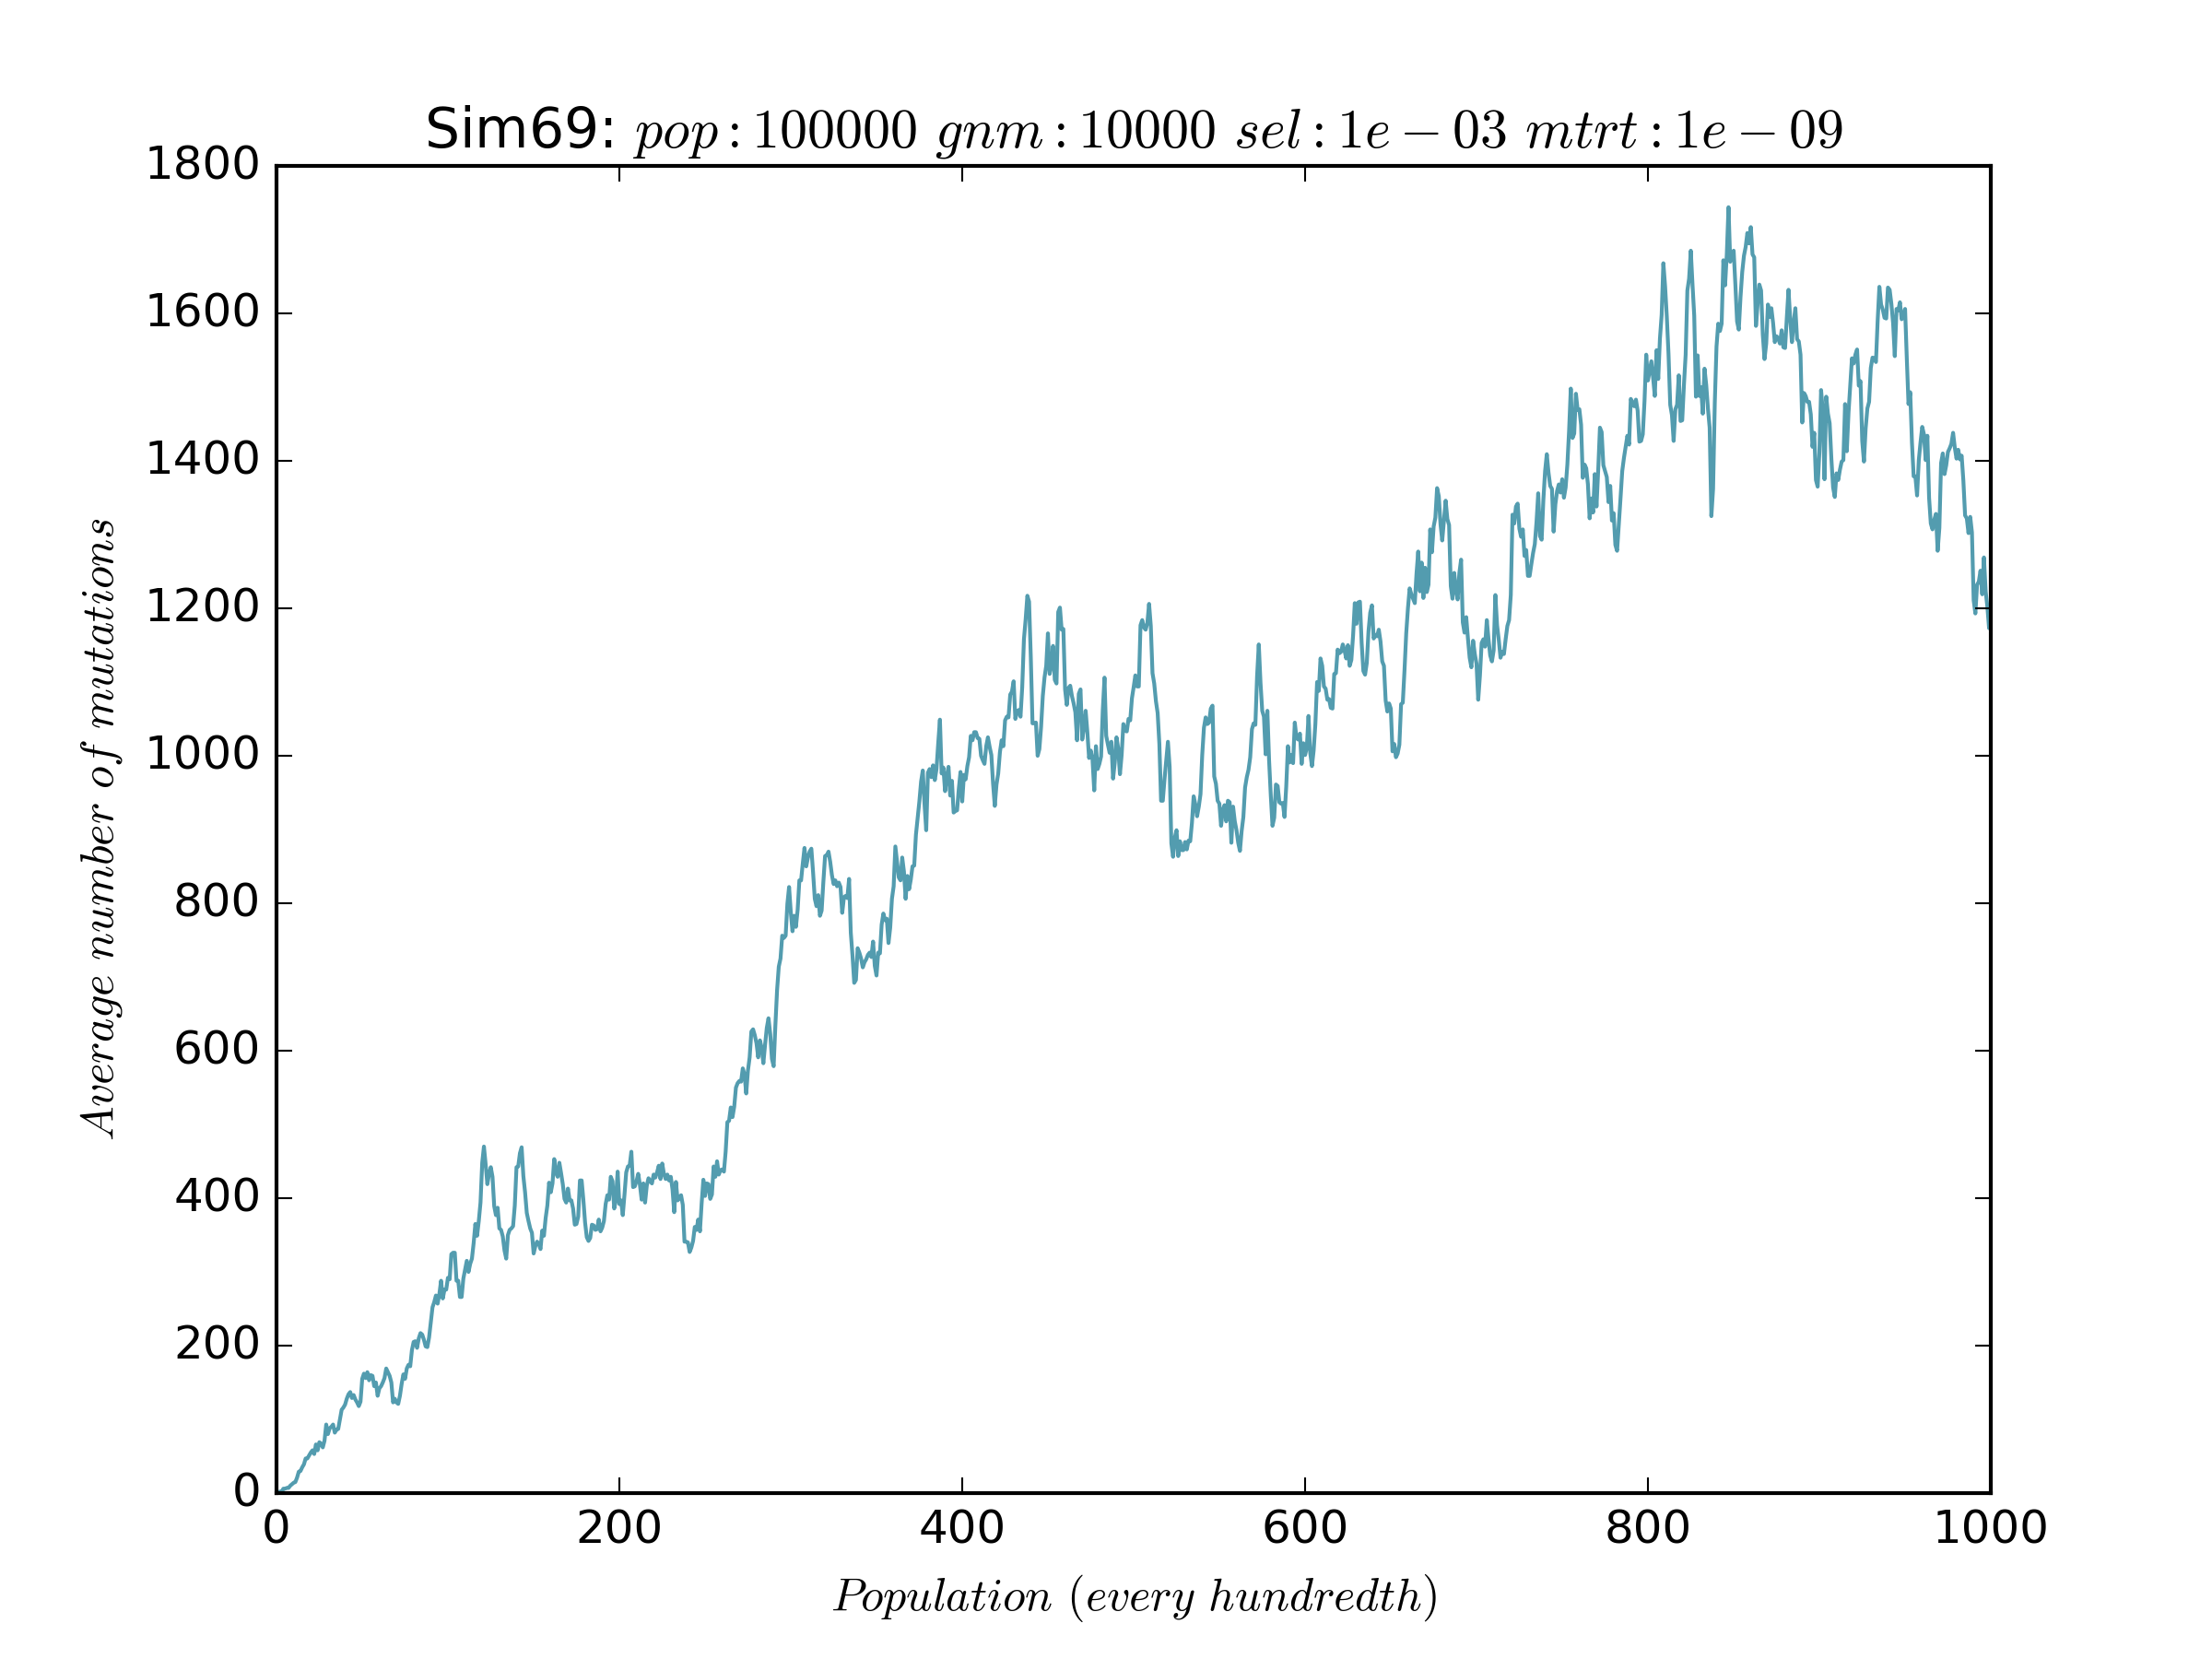 Sim69: pop : 100000 gnm : 10000 sel : 1e − 03 mtrt : 1e − 09
1800
1600
1400
1200
1000
800
600
400
200
0
Average number of mutations
0 200 400 600 800 1000
Population (every hundredth)